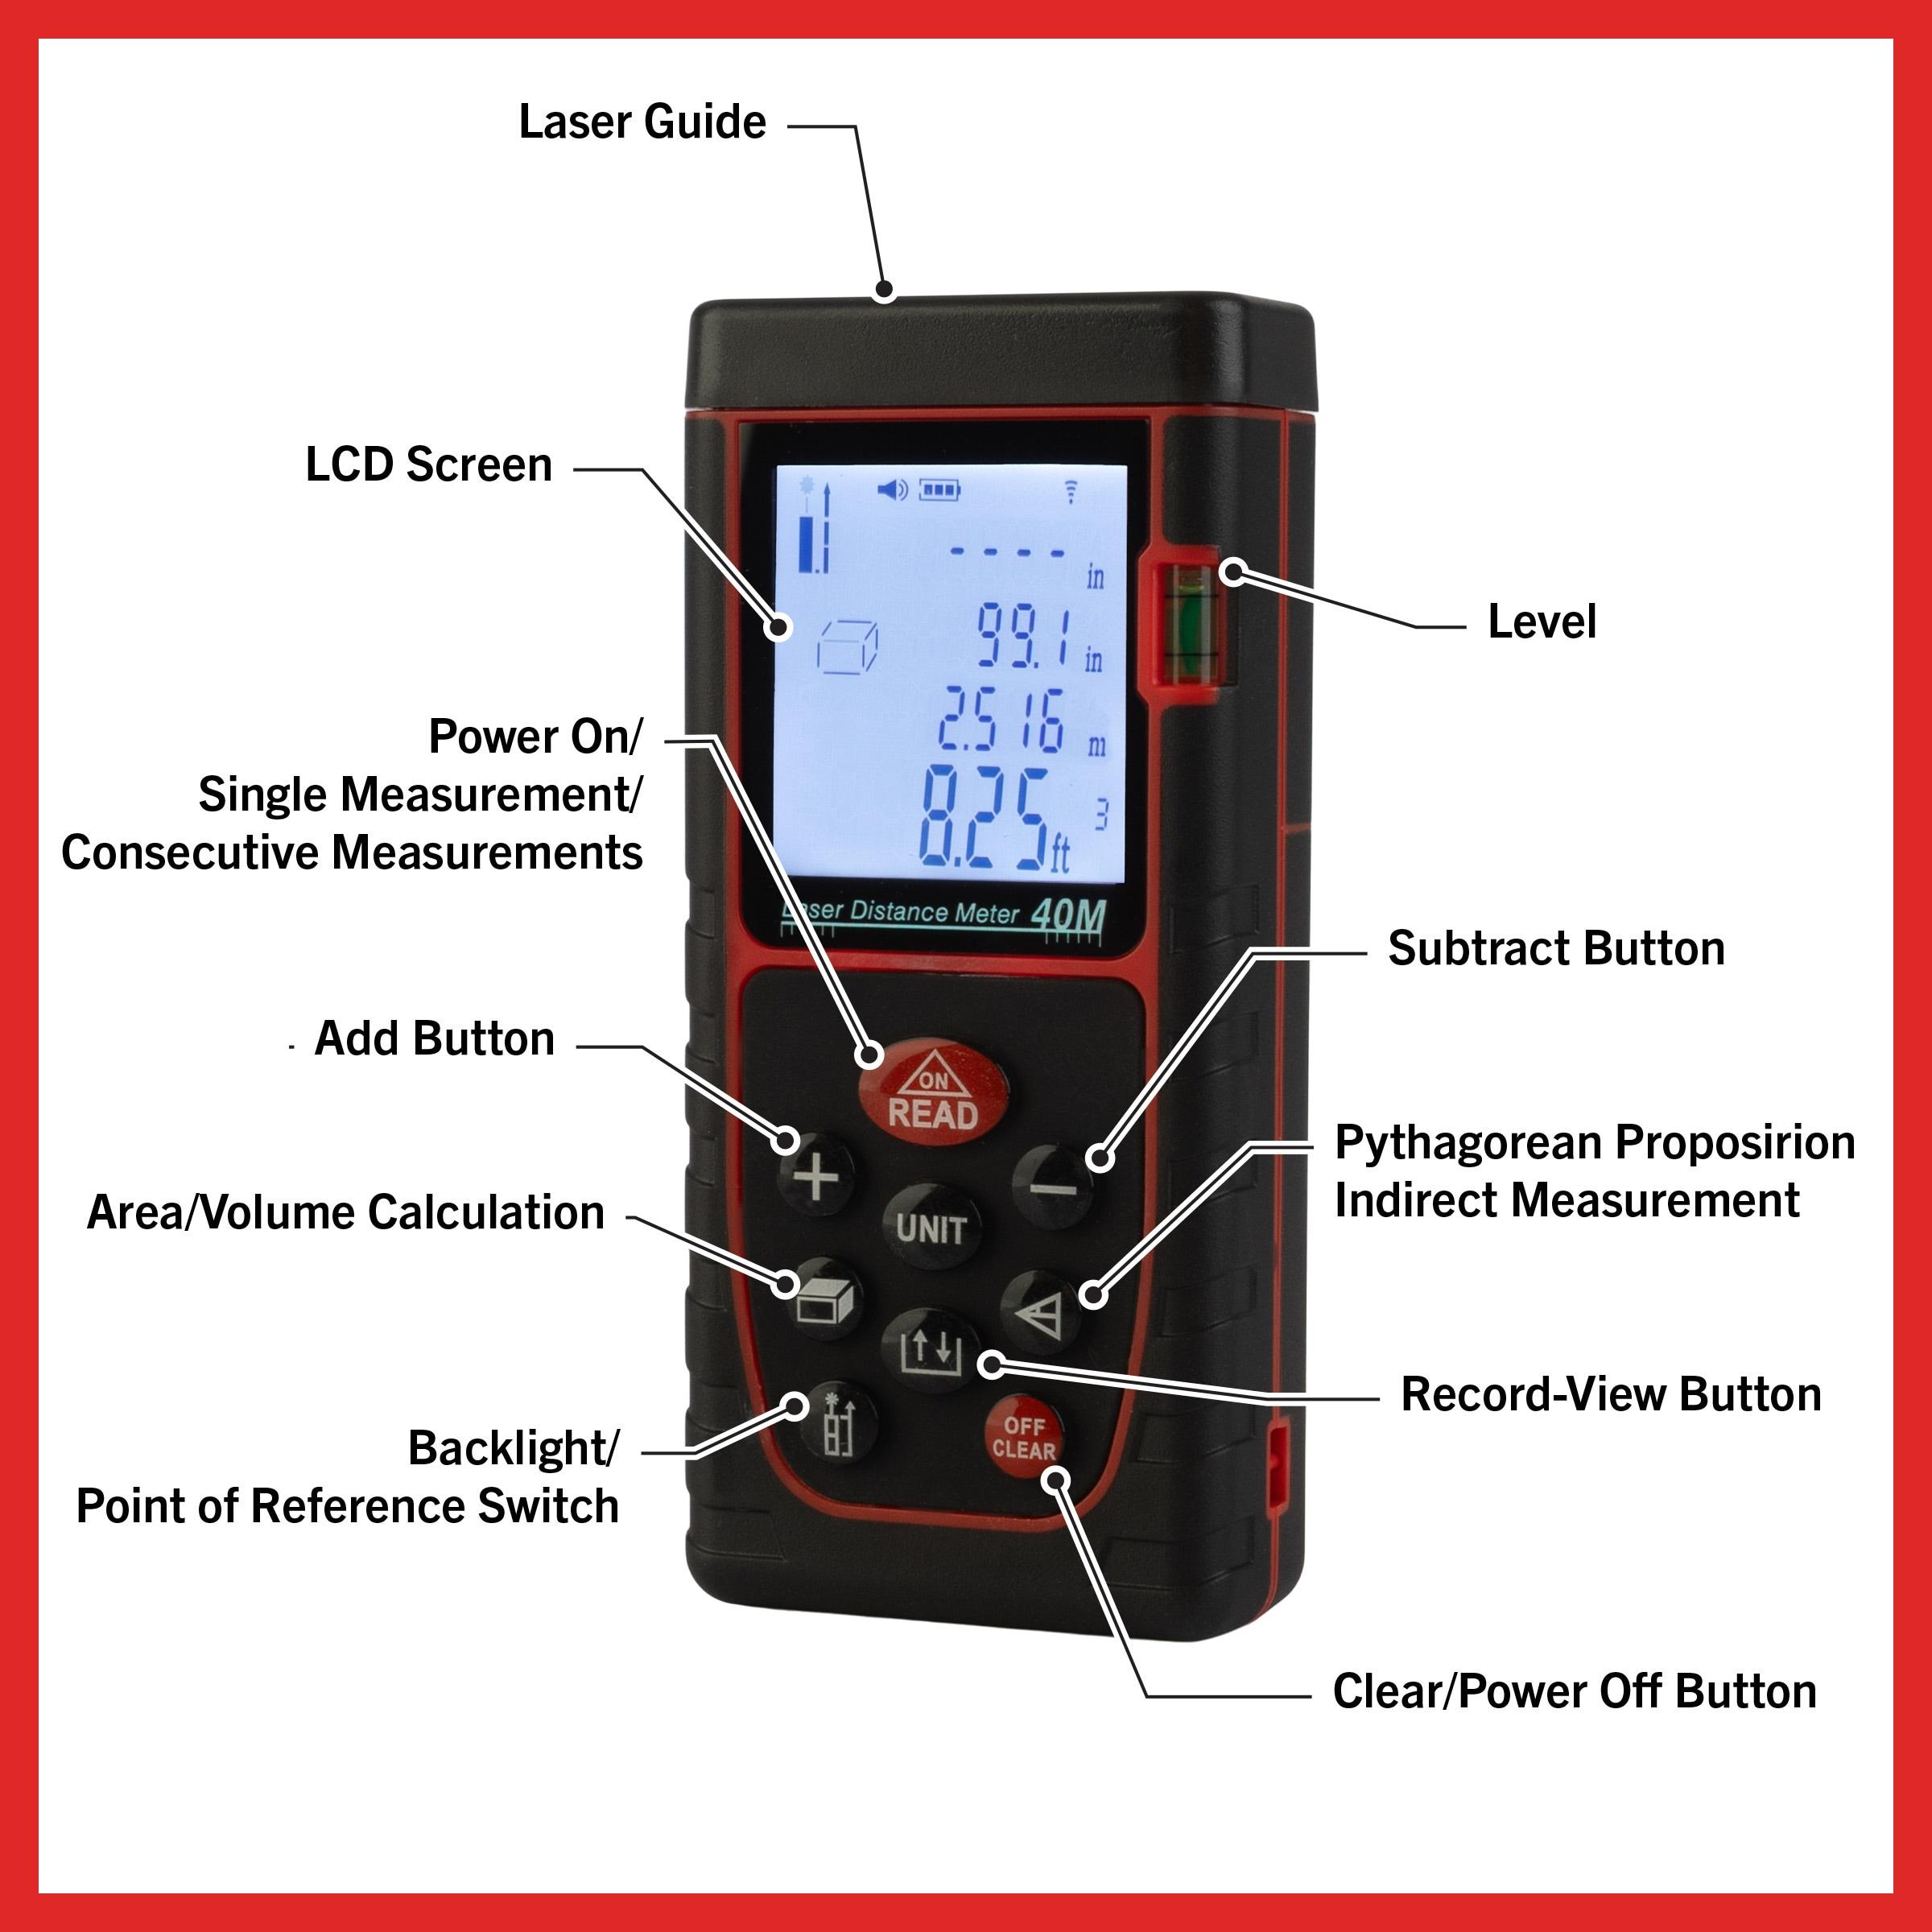 Laser Guide
LCD Screen
in
99.1 in
2.516 m
8.25 ft 3
Level
Power On/
Single Measurement/
Consecutive Measurements
Laser Distance Meter 40M
Subtract Button
Add Button
ON
READ
Pythagorean Proposirion
Indirect Measurement
UNIT
Area/Volume Calculation
Record-View Button
OFF
CLEAR
Backlight/
Point of Reference Switch
Clear/Power Off Button